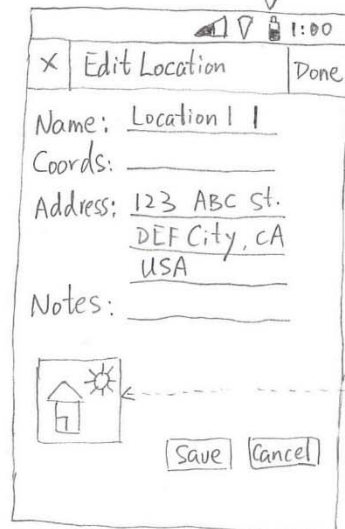 1:00
X Edit Location Done
Name: Location 1
Coords:
Address: 123 ABC St.
DEF City, CA
USA
Notes:
Save Cancel